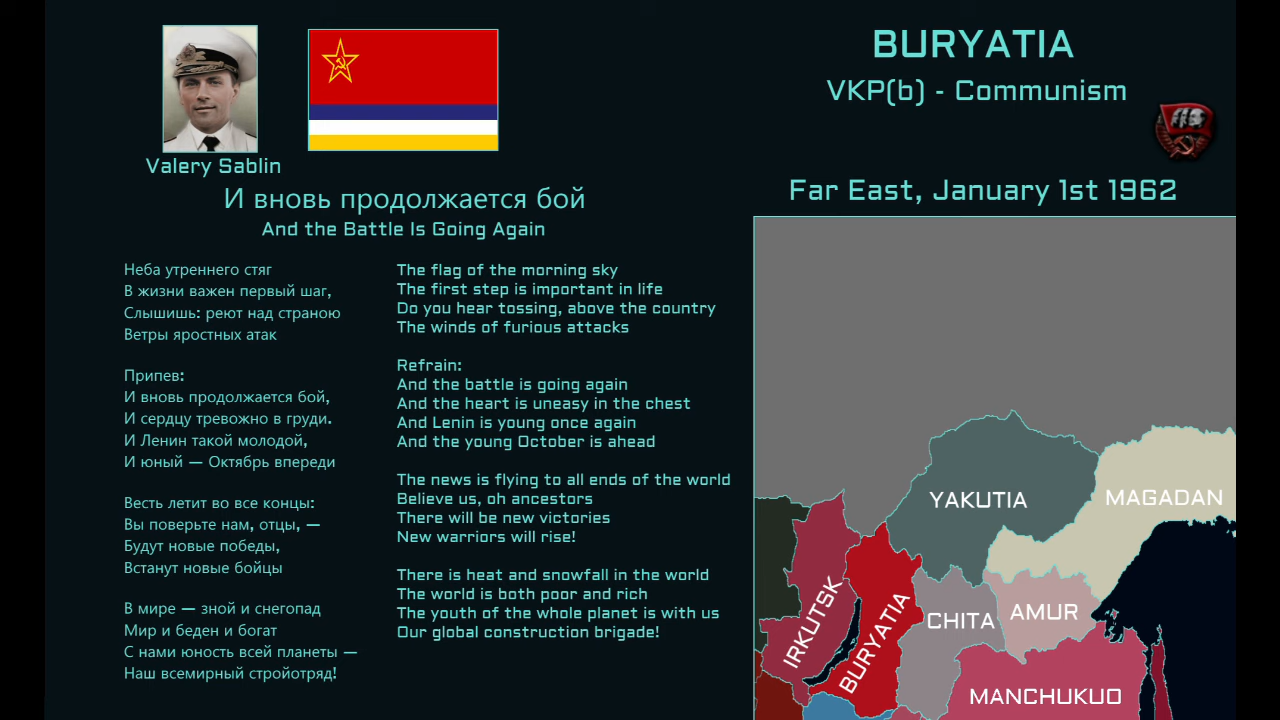 Valery Sablin
И вновь продолжается бой
And the Battle Is Going Again
Неба утреннего стяг
В жизни важен первый шаг,
Слышишь: реют над страною
Ветры яростных атак
Припев:
И вновь продолжается бой,
И сердцу тревожно в груди.
И Ленин такой молодой,
И юный — Октябрь впереди
Весть летит во все концы:
Вы поверьте нам, отцы, —
Будут новые победы,
Встанут новые бойцы
В мире — зной и снегопад
Мир и беден и богат
С нами юность всей планеты —
Наш всемирный стройотряд!
The flag of the morning sky
The first step is important in life
Do you hear tossing, above the country
The winds of furious attacks
Refrain:
And the battle is going again
And the heart is uneasy in the chest
And Lenin is young once again
And the young October is ahead
The news is flying to all ends of the world
Believe us, oh ancestors
There will be new victories
New warriors will rise!
There is heat and snowfall in the world
The world is both poor and rich
The youth of the whole planet is with us
Our global construction brigade!
BURYATIA
VKP(b) - Communism
Far East, January 1st 1962
YAKUTIA
MAGADAN
IRKUTSK
BURYATIA
CHITA
AMUR
MANCHUKUO